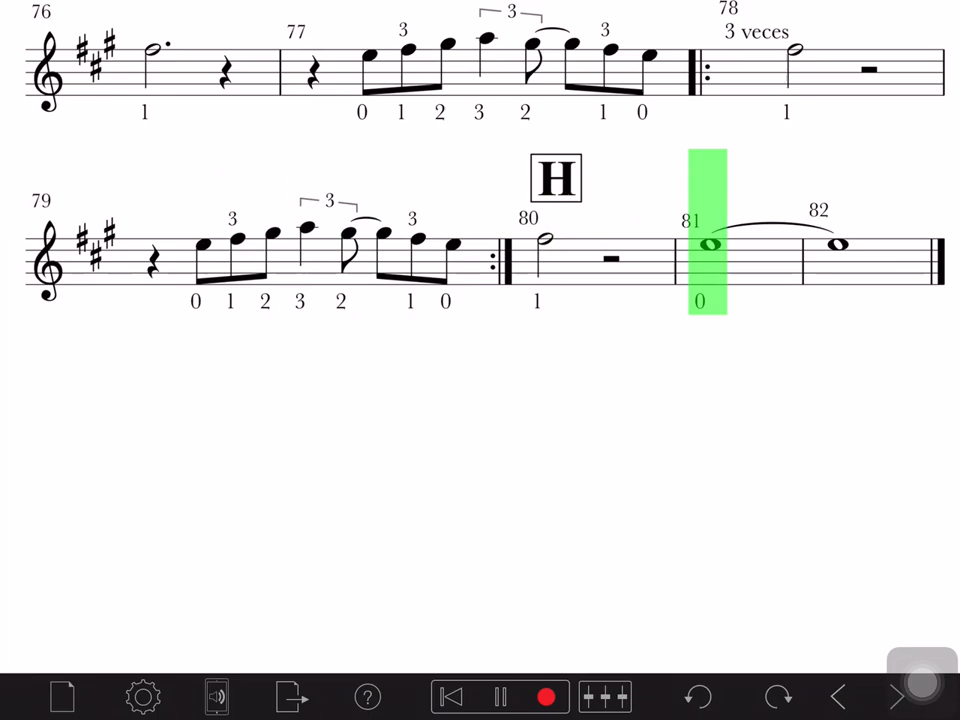 76 77 3 3 3 78
3 veces
1 0 1 2 3 2 1 0 1
H
79 3 3 3 80 81 82
0 1 2 3 2 1 0 1 0
?